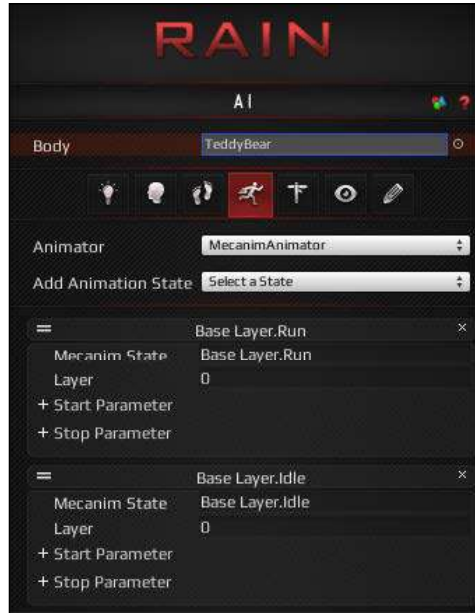 RAIN
AI ?
Body TeddyBear
Animator MecanimAnimator
Add Animation State Select a State
Base Layer.Run ×
Mecanim State Base Layer.Run
Layer 0
+ Start Parameter
+ Stop Parameter
Base Layer.Idle ×
Mecanim State Base Layer.Idle
Layer 0
+ Start Parameter
+ Stop Parameter